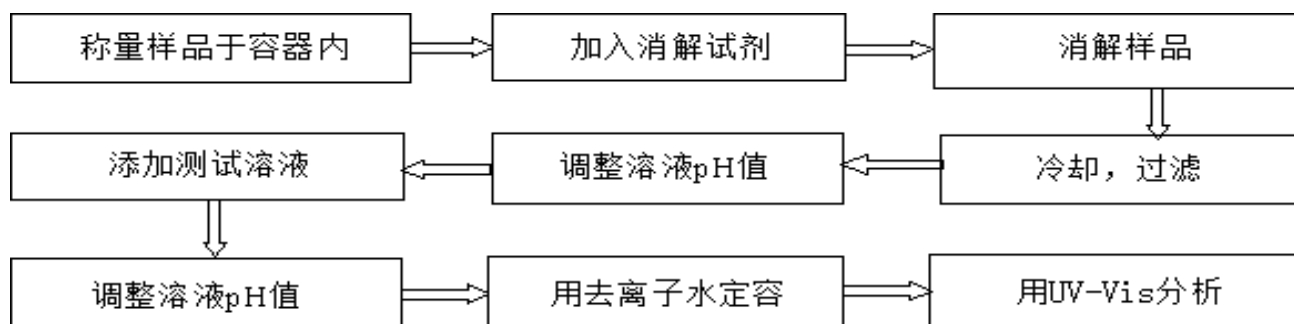 称量样品于容器内
加入消解试剂
消解样品
冷却，过滤
调整溶液pH值
添加测试溶液
调整溶液pH值
用去离子水定容
用UV-Vis分析